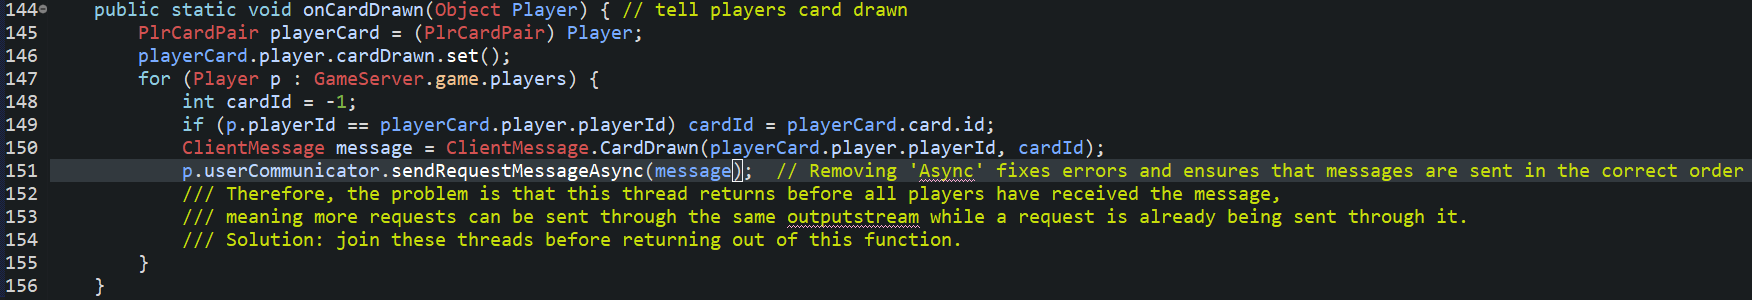 144 public static void onCardDrawn(Object Player) { // tell players card drawn
145 PlrCardPair playerCard = (PlrCardPair) Player;
146 playerCard.player.cardDrawn.set();
147 for (Player p : GameServer.game.players) {
148 int cardId = -1;
149 if (p.playerId == playerCard.player.playerId) cardId = playerCard.card.id;
150 ClientMessage message = ClientMessage.CardDrawn(playerCard.player.playerId, cardId);
151 p.userCommunicator.sendRequestMessageAsync(message); // Removing 'Async' fixes errors and ensures that messages are sent in the correct order
152 /// Therefore, the problem is that this thread returns before all players have received the message,
153 /// meaning more requests can be sent through the same outputstream while a request is already being sent through it.
154 /// Solution: join these threads before returning out of this function.
155 }
156 }